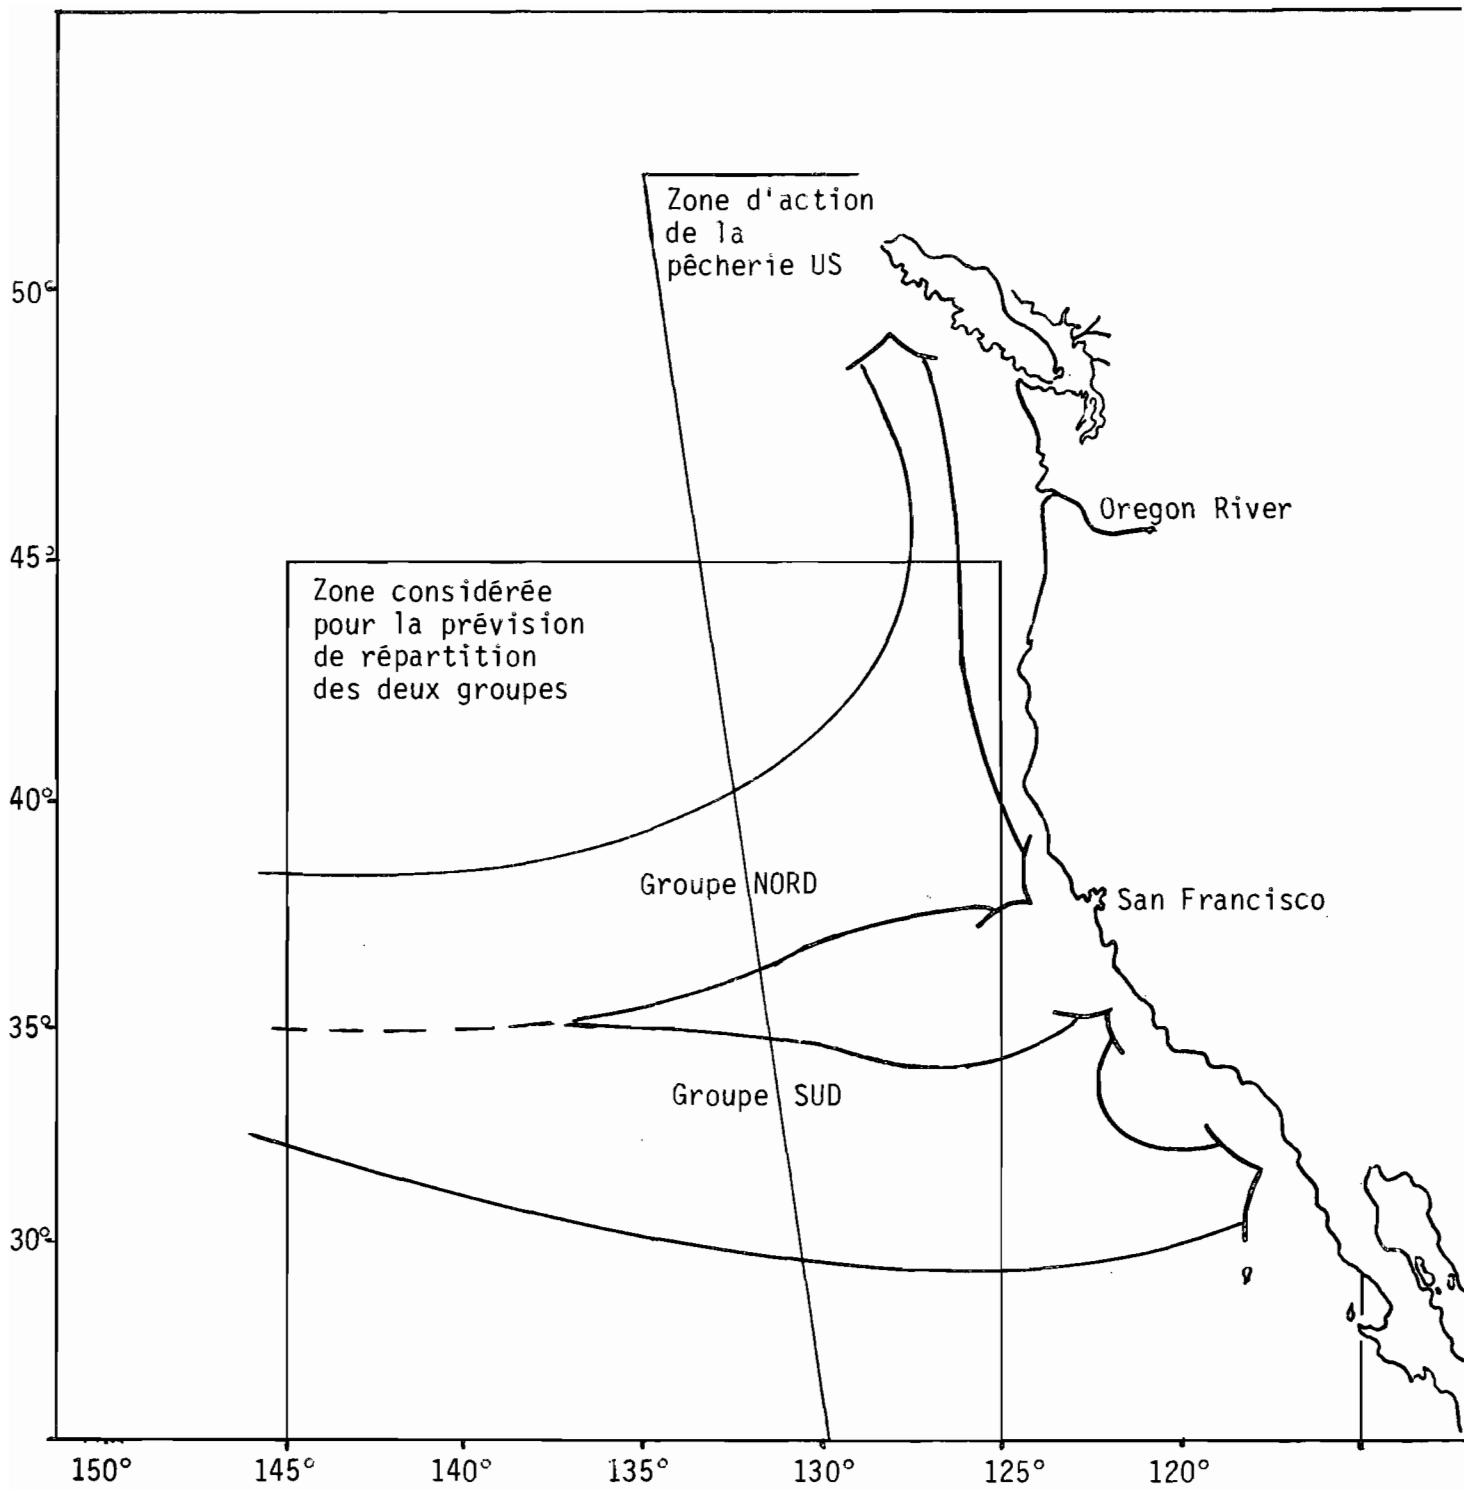 Zone d'action
de la
pêcherie US
50°
Oregon River
45°
Zone considérée
pour la prévision
de répartition
des deux groupes
40°
Groupe NORD
San Francisco
35°
Groupe SUD
30°
150° 145° 140° 135° 130° 125° 120°